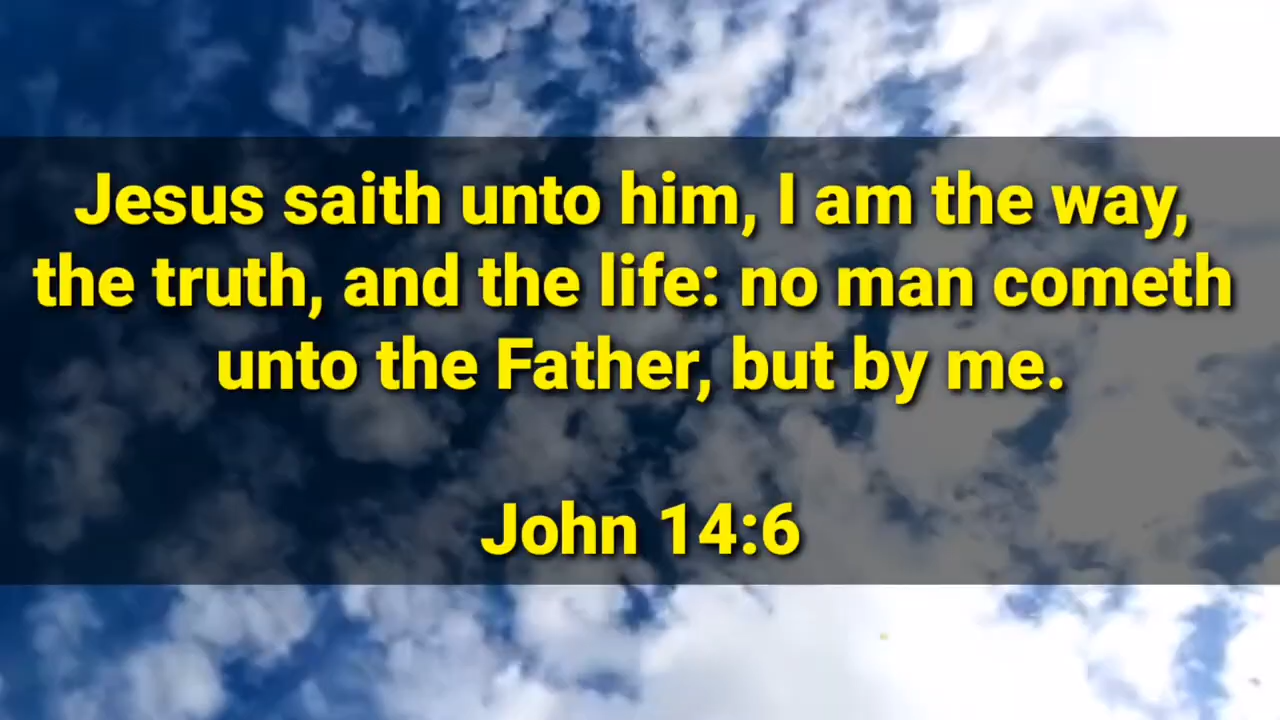 Jesus saith unto him, I am the way,
the truth, and the life: no man cometh
unto the Father, but by me.
John 14:6